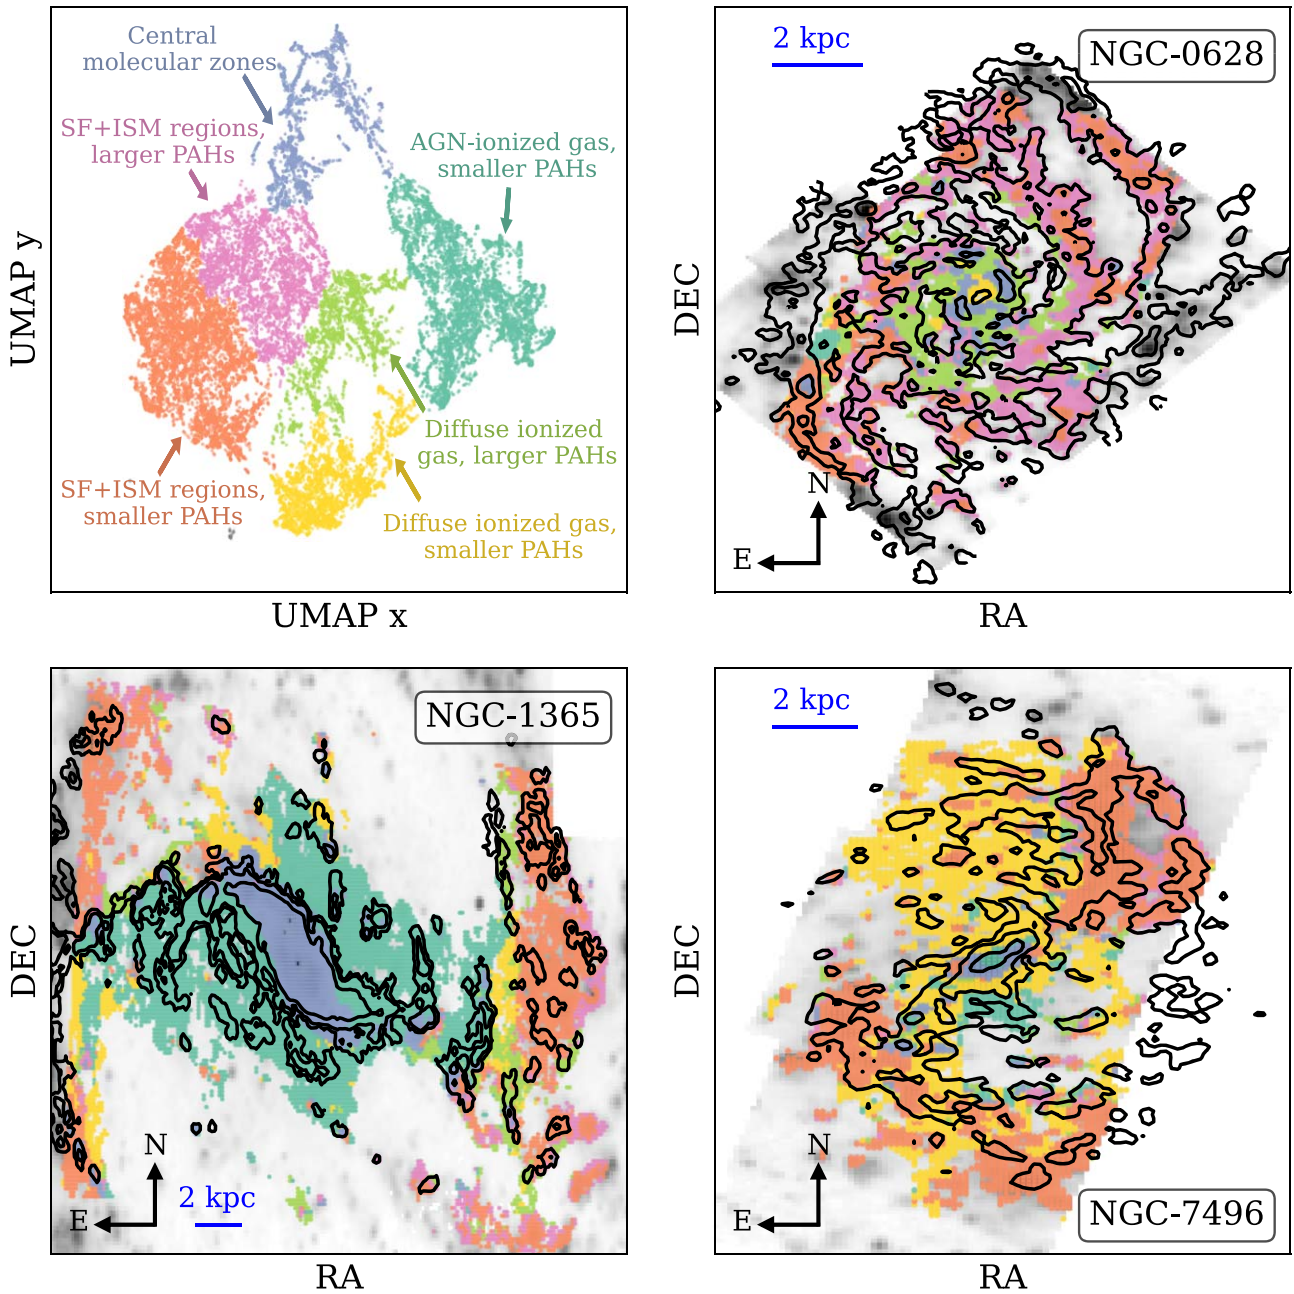 Central
molecular zones
SF+ISM regions,
larger PAHs
AGN-ionized gas,
smaller PAHs
Diffuse ionized
gas, larger PAHs
SF+ISM regions,
smaller PAHs
Diffuse ionized gas,
smaller PAHs
UMAP y
UMAP x
2 kpc
NGC-0628
DEC
N
E
RA
NGC-1365
DEC
N
E
2 kpc
RA
2 kpc
DEC
N
E
NGC-7496
RA